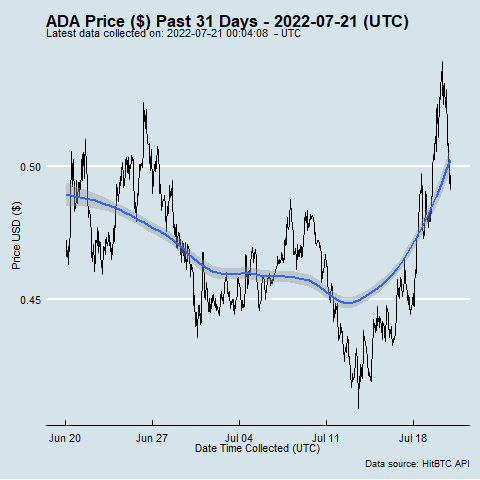 ADA Price ($) Past 31 Days - 2022-07-21 (UTC)
Latest data collected on: 2022-07-21 00:04:08 - UTC
0.50
Price USD ($)
0.45
Jun 20 Jun 27 Jul 04 Jul 11 Jul 18
Date Time Collected (UTC)
Data source: HitBTC API